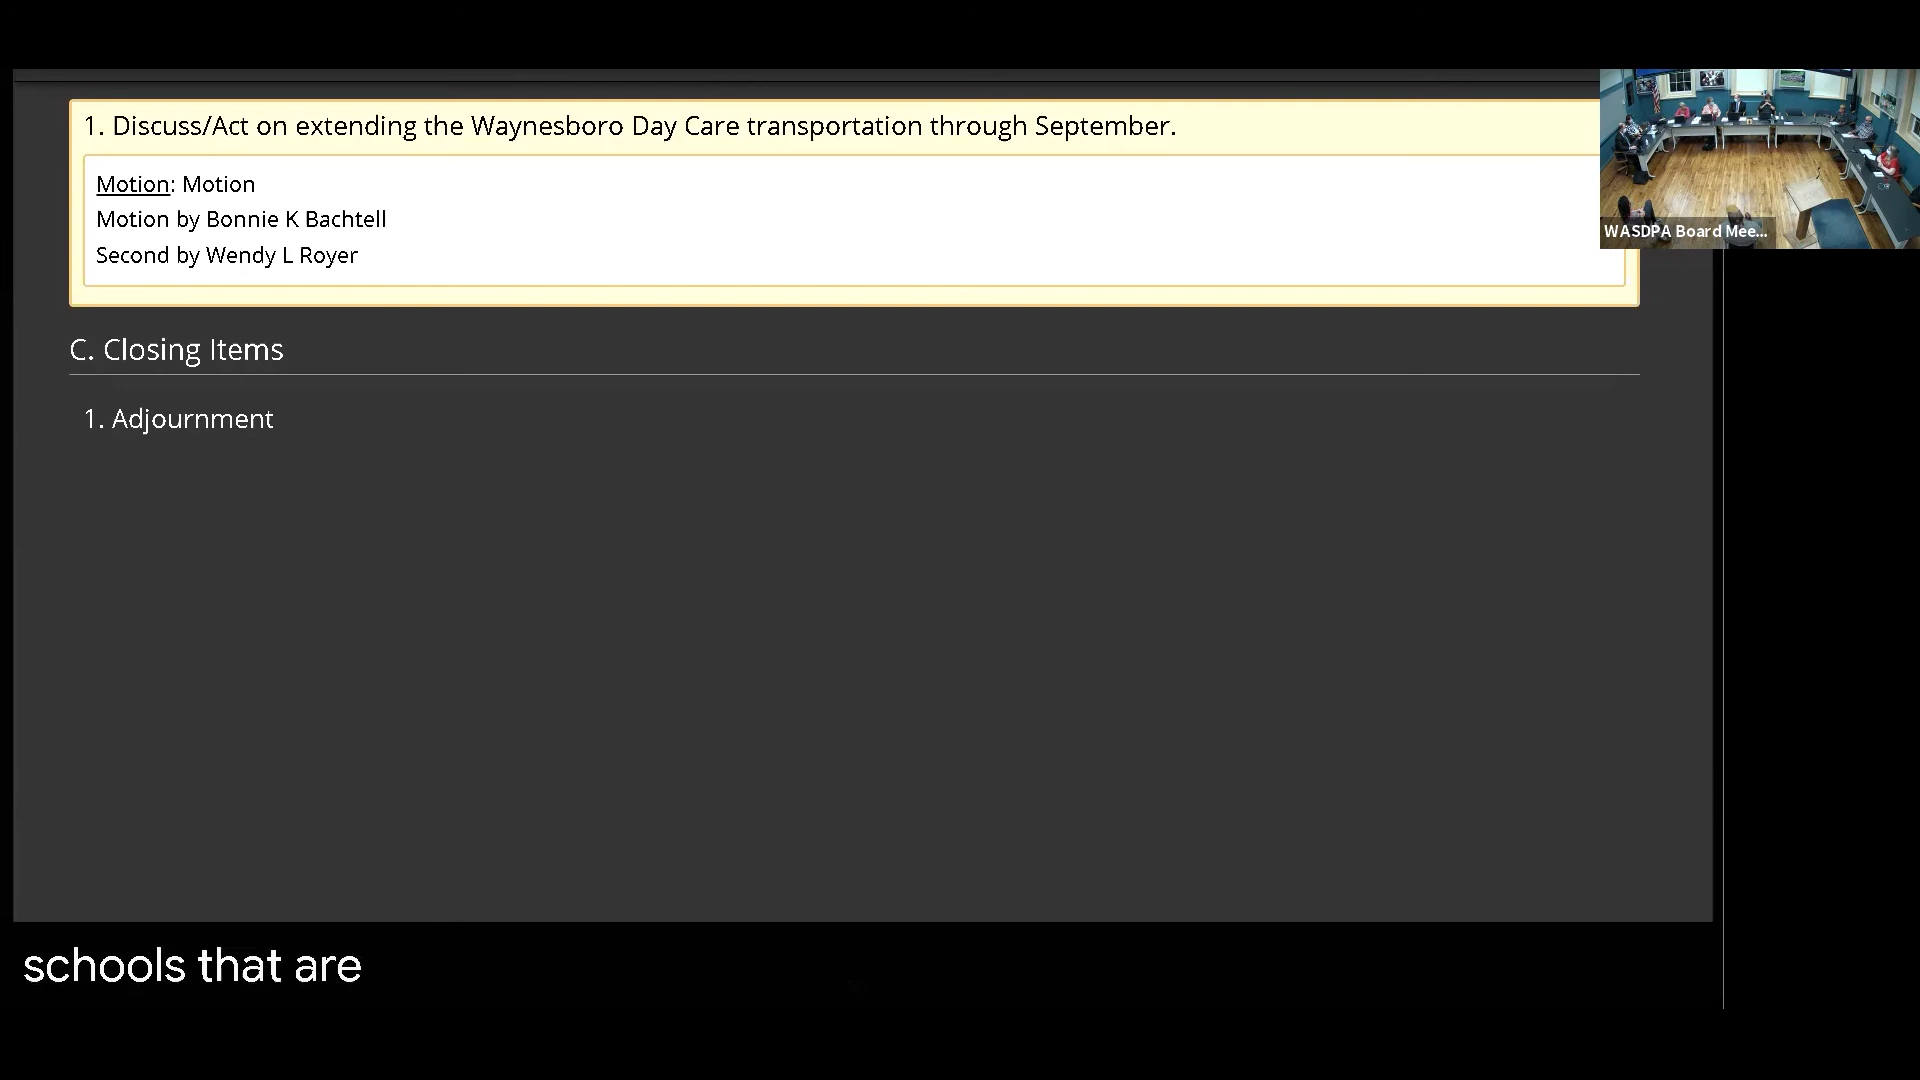 1. Discuss/Act on extending the Waynesboro Day Care transportation through September.
Motion: Motion
Motion by Bonnie K Bachtell
Second by Wendy L Royer
WASDPA Board Mee...
C. Closing Items
1. Adjournment
schools that are